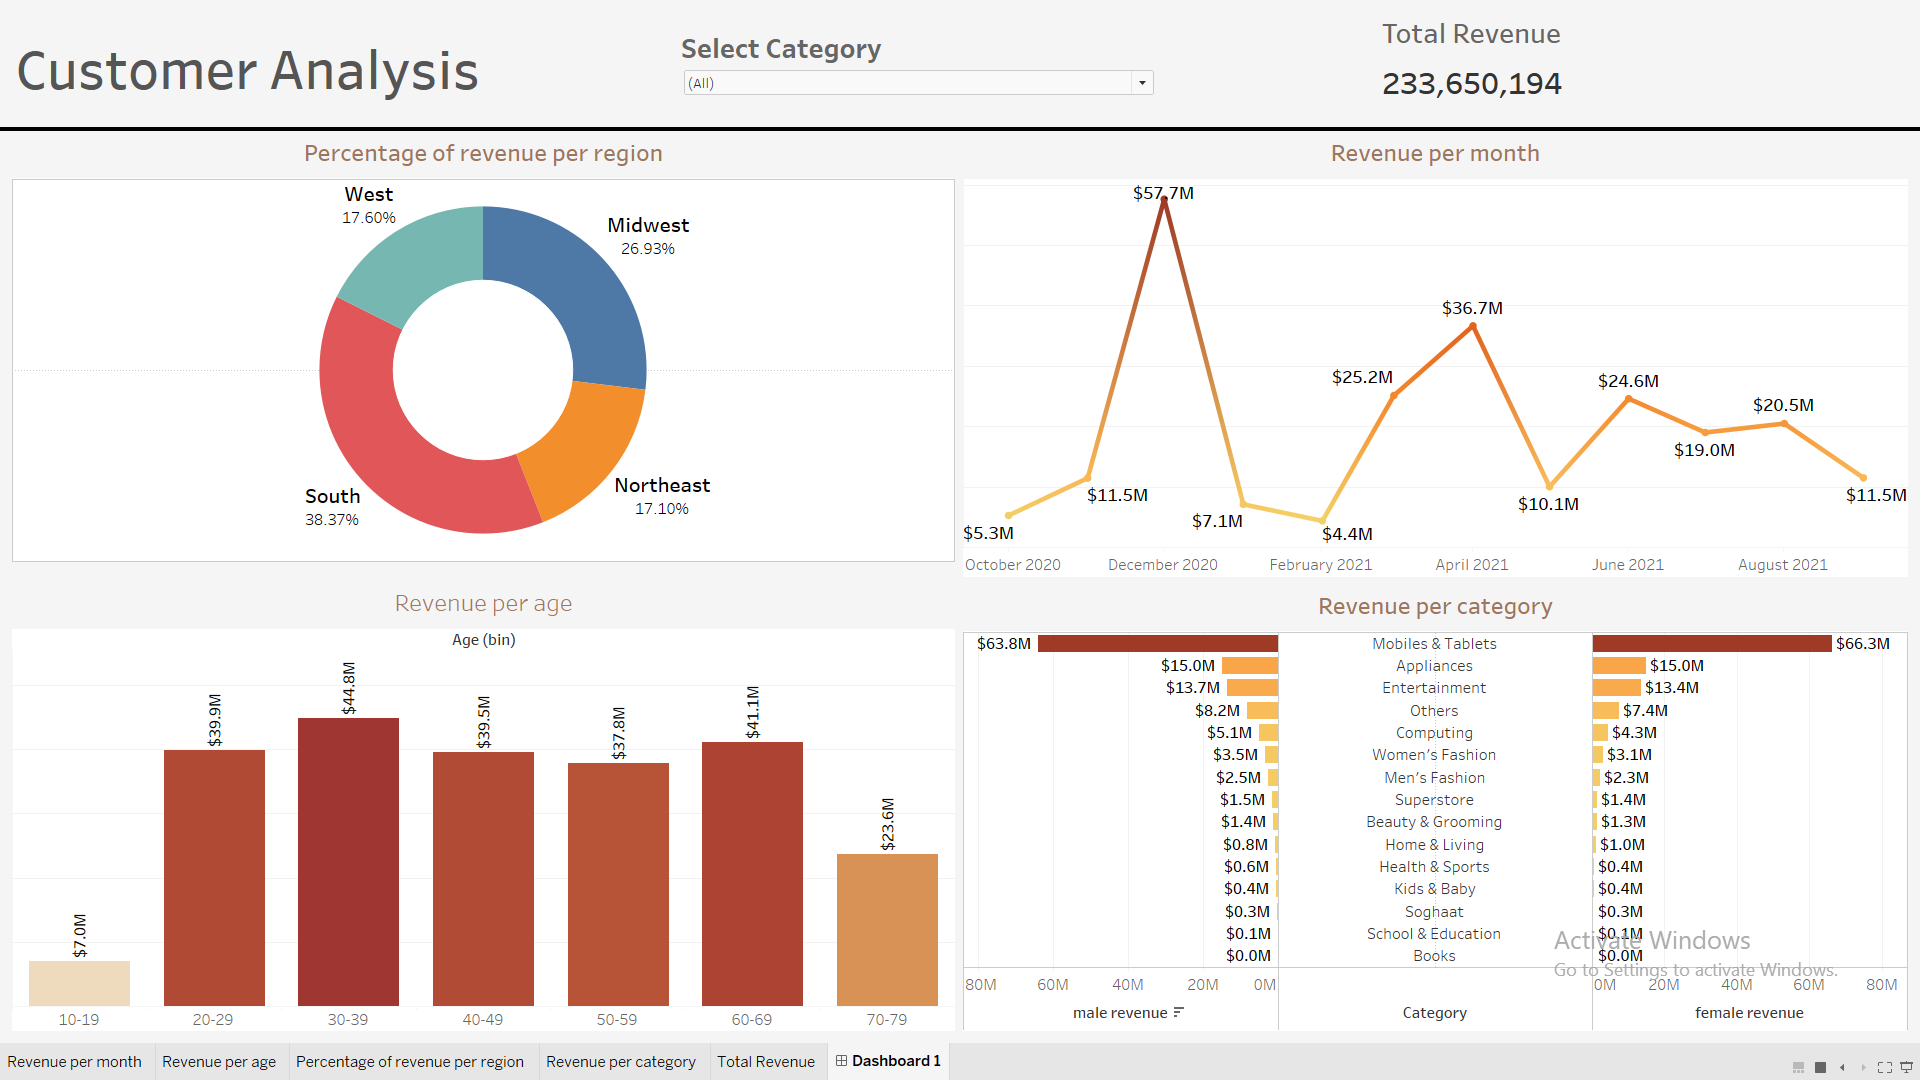 Customer Analysis
Select Category
(All)
Total Revenue
233,650,194
Percentage of revenue per region
West
17.60%
Midwest
26.93%
South
38.37%
Northeast
17.10%
Revenue per month
$57.7M
$36.7M
$25.2M
$24.6M
$20.5M
$19.0M
$11.5M
$11.5M
$10.1M
$7.1M
$5.3M
$4.4M
October 2020
December 2020
February 2021
April 2021
June 2021
August 2021
Revenue per age
Age (bin)
$7.0M
$39.9M
$44.8M
$39.5M
$37.8M
$41.1M
$23.6M
10-19
20-29
30-39
40-49
50-59
60-69
70-79
Revenue per category
$63.8M Mobiles & Tablets $66.3M
$15.0M Appliances $15.0M
$13.7M Entertainment $13.4M
$8.2M Others $7.4M
$5.1M Computing $4.3M
$3.5M Women's Fashion $3.1M
$2.5M Men's Fashion $2.3M
$1.5M Superstore $1.4M
$1.4M Beauty & Grooming $1.3M
$0.8M Home & Living $1.0M
$0.6M Health & Sports $0.4M
$0.4M Kids & Baby $0.4M
$0.3M Soghaat $0.3M
$0.1M School & Education $0.1M
$0.0M Books $0.0M
80M 60M 40M 20M 0M 0M 20M 40M 60M 80M
male revenue Category female revenue
Activate Windows
Go to Settings to activate Windows.
Revenue per month Revenue per age Percentage of revenue per region Revenue per category Total Revenue Dashboard 1